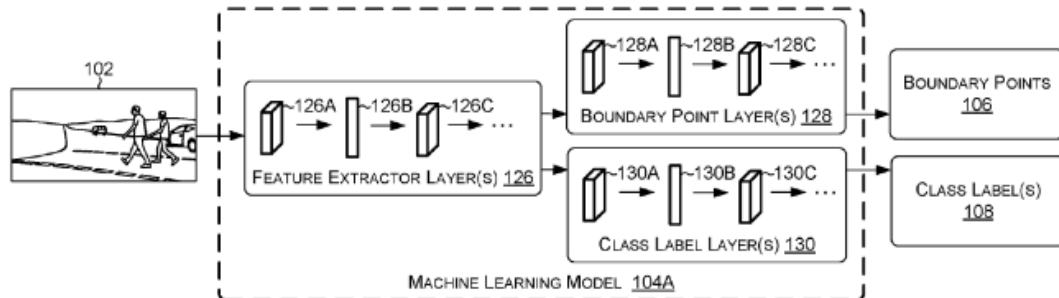 102
126A
126B
126C
...
FEATURE EXTRACTOR LAYER(S) 126
128A
128B
128C
...
BOUNDARY POINT LAYER(S) 128
130A
130B
130C
...
CLASS LABEL LAYER(S) 130
MACHINE LEARNING MODEL 104A
BOUNDARY POINTS
106
CLASS LABEL(S)
108